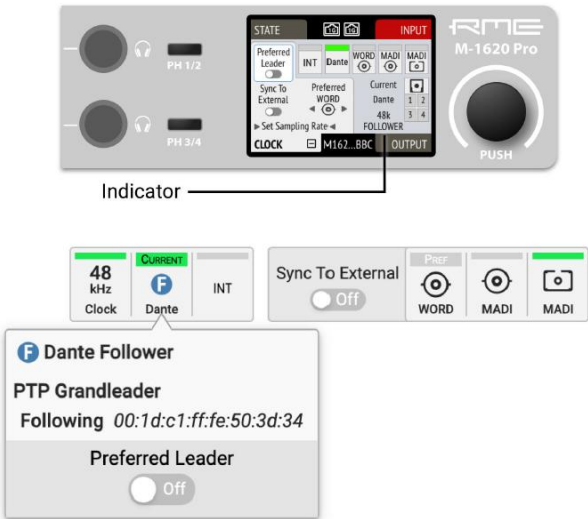 RME
M-1620 Pro
PH 1/2
PH 3/4
PUSH
STATE 1G 1G INPUT
Preferred Leader
INT Dante WORD MADI MADI
Sync To External
Preferred WORD
Current
Dante
48k
FOLLOWER
1 2
3 4
▶ Set Sampling Rate ◀
CLOCK M162...BBC OUTPUT
Indicator
48 kHz Clock
CURRENT F Dante
INT
Sync To External
Off
PREF WORD
MADI
MADI
F Dante Follower
PTP Grandleader
Following 00:1d:c1:ff:fe:50:3d:34
Preferred Leader
Off